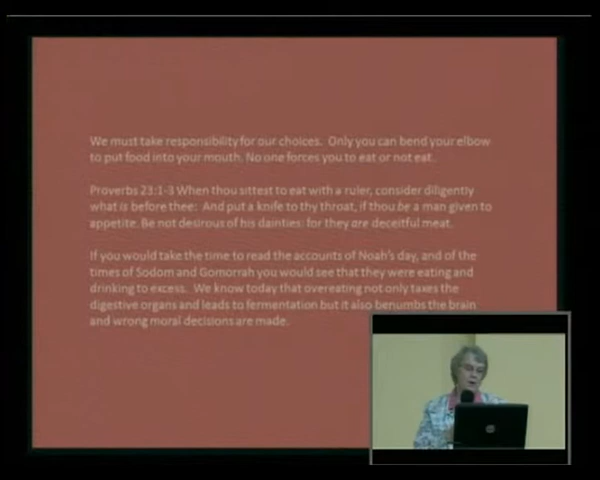 We must take responsibility for our choices. Only you can bend your elbow
to put food into your mouth. No one forces you to eat or not eat.
Proverbs 23:1-3 When thou sittest to eat with a ruler, consider diligently
what is before thee: And put a knife to thy throat, if thou be a man given to
appetite. Be not desirous of his dainties: for they are deceitful meat.
If you would take the time to read the accounts of Noah's day, and of the
times of Sodom and Gomorrah you would see that they were eating and
drinking to excess. We know today that overeating not only taxes the
digestive organs and leads to fermentation but it also benumbs the brain
and wrong moral decisions are made.